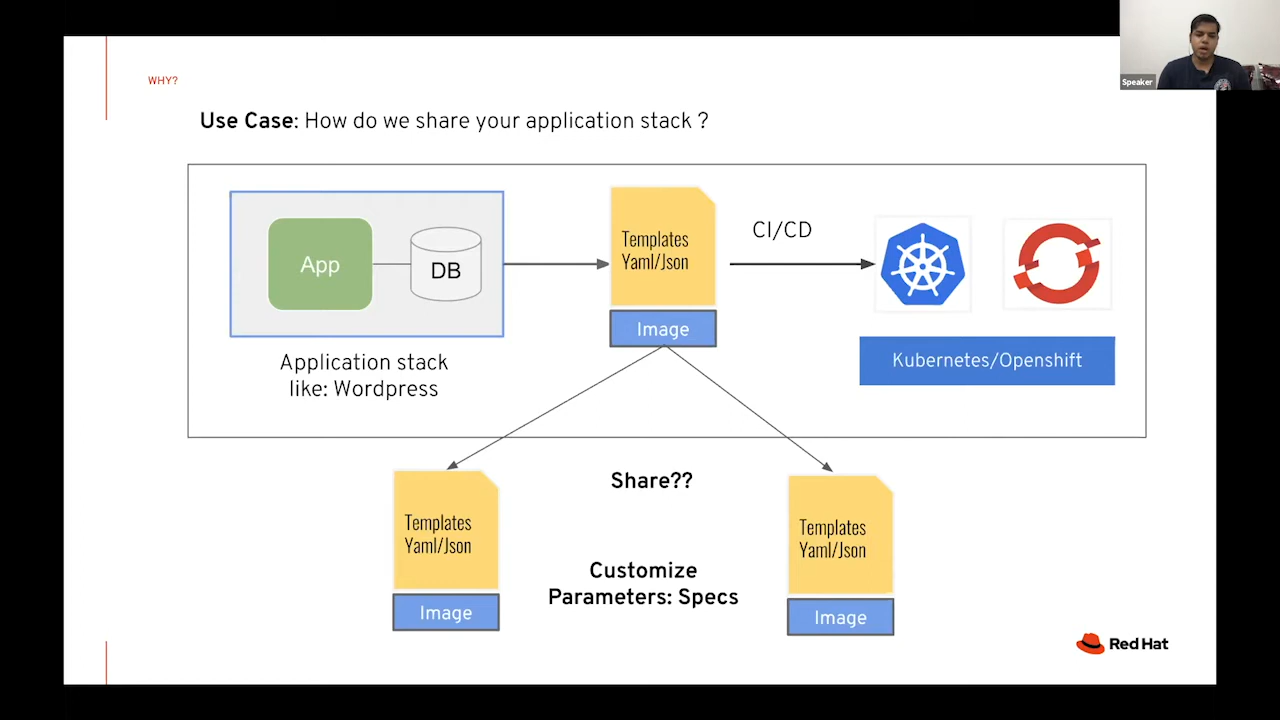 Speaker
WHY?
Use Case: How do we share your application stack ?
App
DB
Templates
Yaml/Json
Image
CI/CD
Kubernetes/Openshift
Application stack
like: Wordpress
Share??
Customize
Parameters: Specs
Templates
Yaml/Json
Image
Templates
Yaml/Json
Image
Red Hat